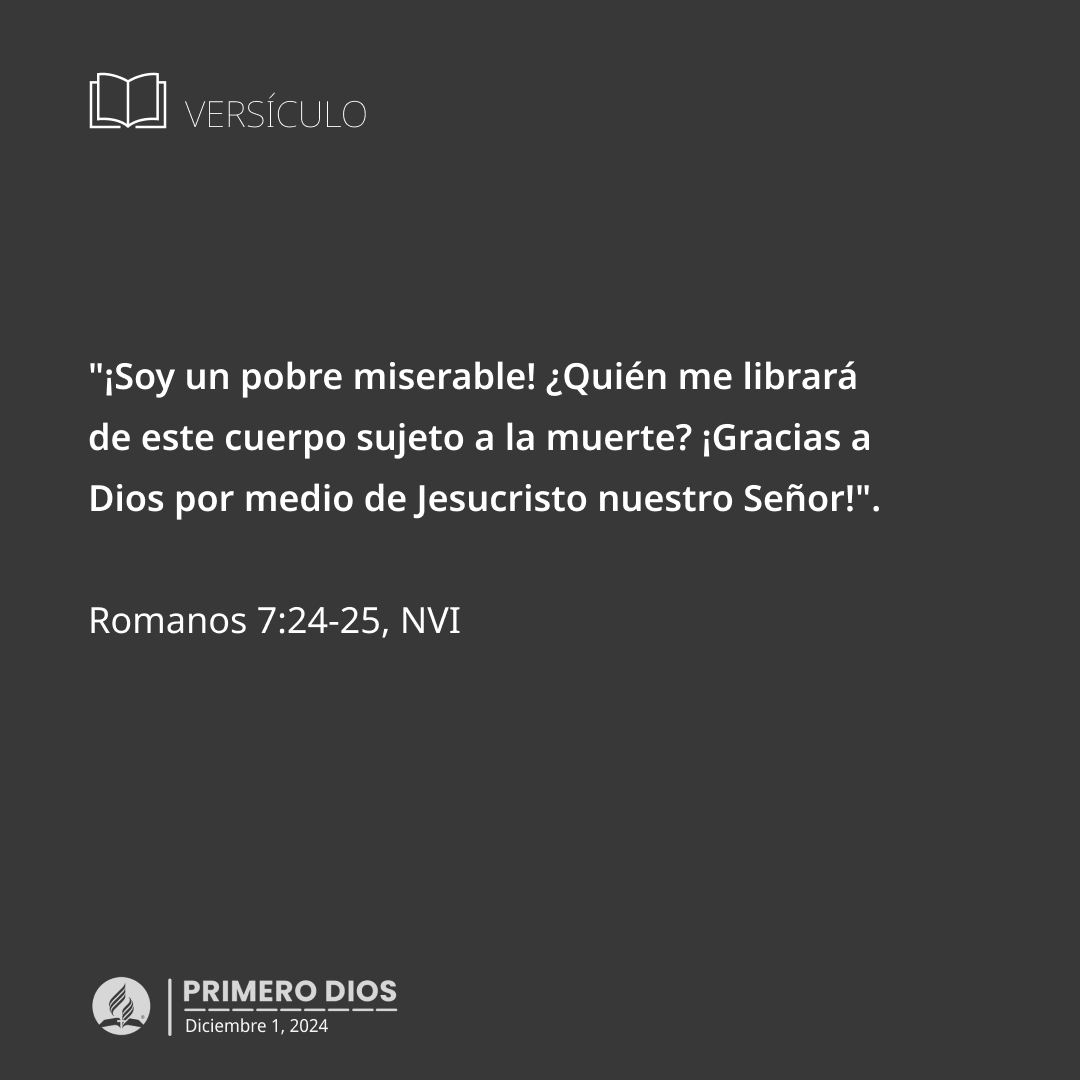 VERSÍCULO
"¡Soy un pobre miserable! ¿Quién me librará
de este cuerpo sujeto a la muerte? ¡Gracias a
Dios por medio de Jesucristo nuestro Señor!".
Romanos 7:24-25, NVI
PRIMERO DIOS
Diciembre 1, 2024